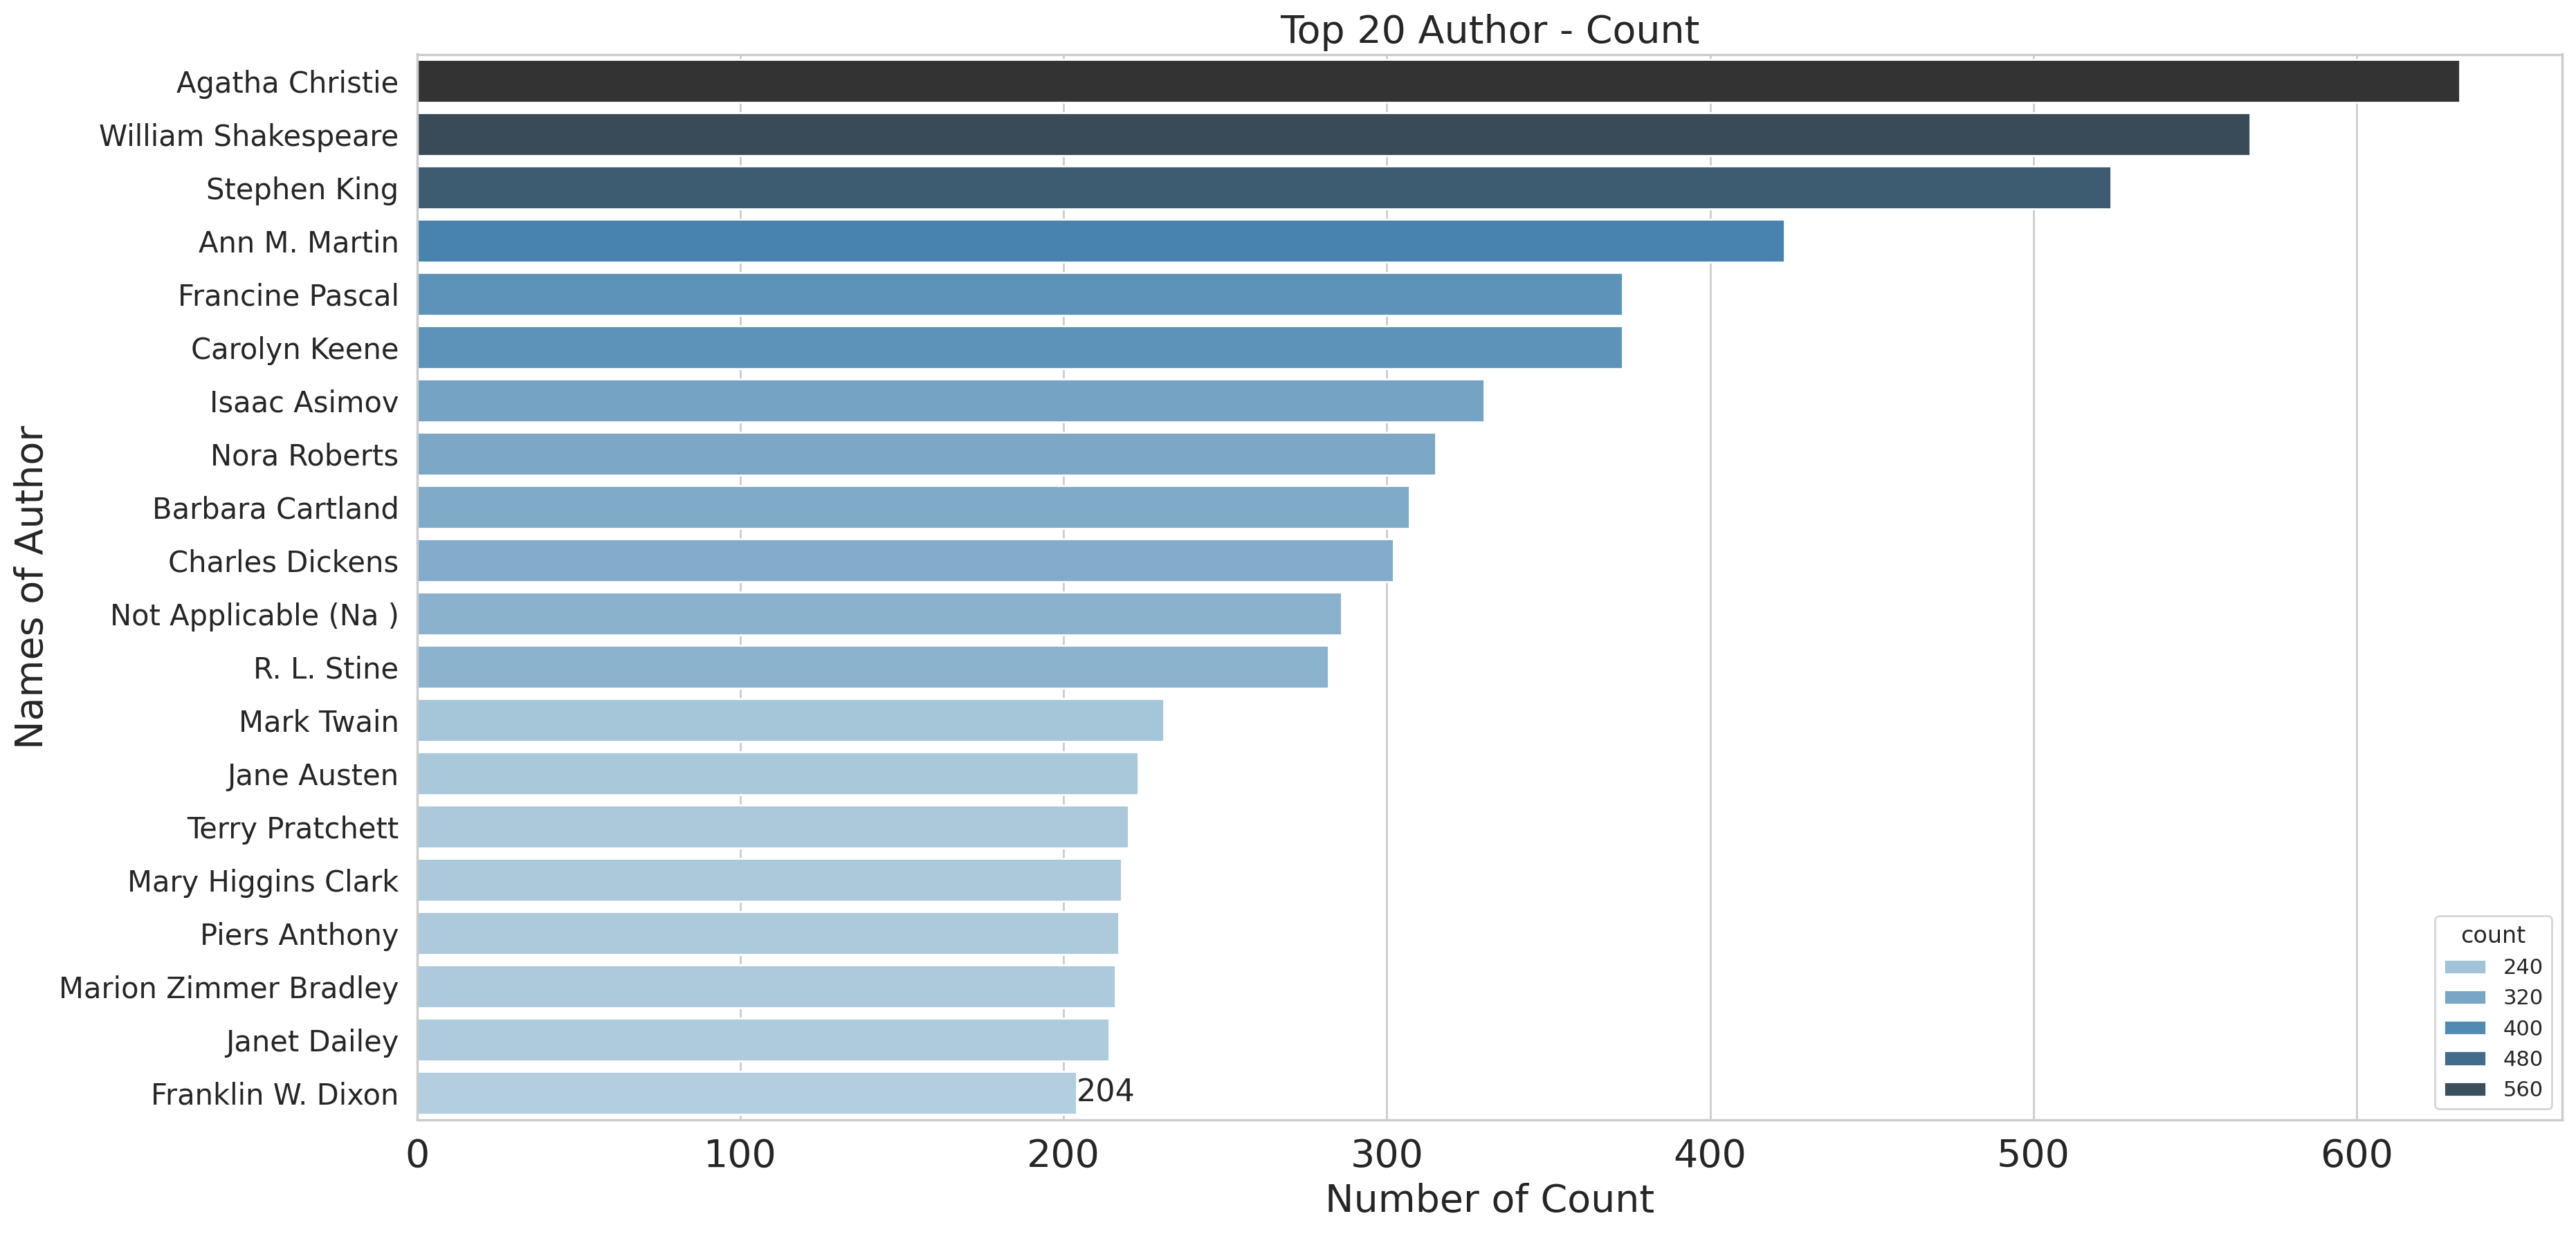 Top 20 Author - Count
Names of Author
Agatha Christie
William Shakespeare
Stephen King
Ann M. Martin
Francine Pascal
Carolyn Keene
Isaac Asimov
Nora Roberts
Barbara Cartland
Charles Dickens
Not Applicable (Na )
R. L. Stine
Mark Twain
Jane Austen
Terry Pratchett
Mary Higgins Clark
Piers Anthony
Marion Zimmer Bradley
Janet Dailey
Franklin W. Dixon
204
count
240
320
400
480
560
0 100 200 300 400 500 600
Number of Count